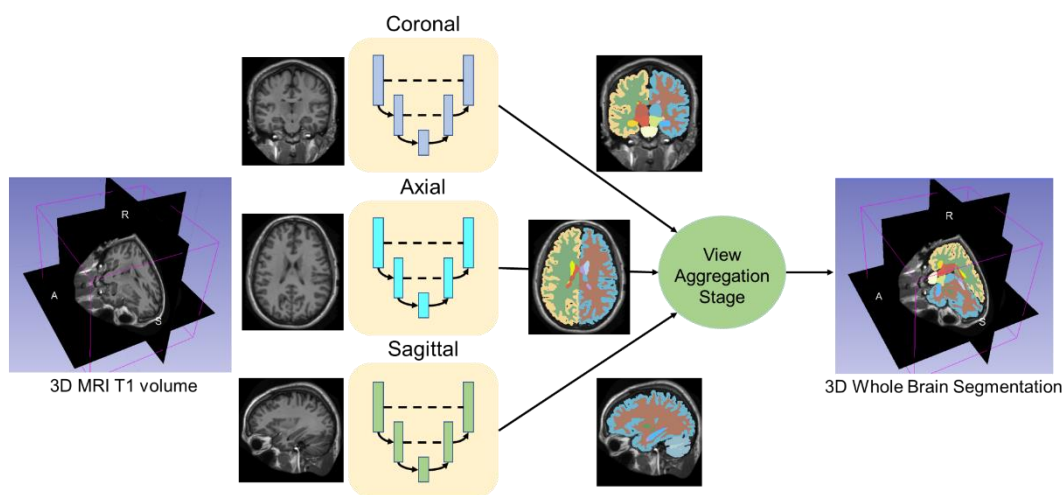 Coronal
Axial
Sagittal
R
A
S
3D MRI T1 volume
View
Aggregation
Stage
R
A
S
3D Whole Brain Segmentation